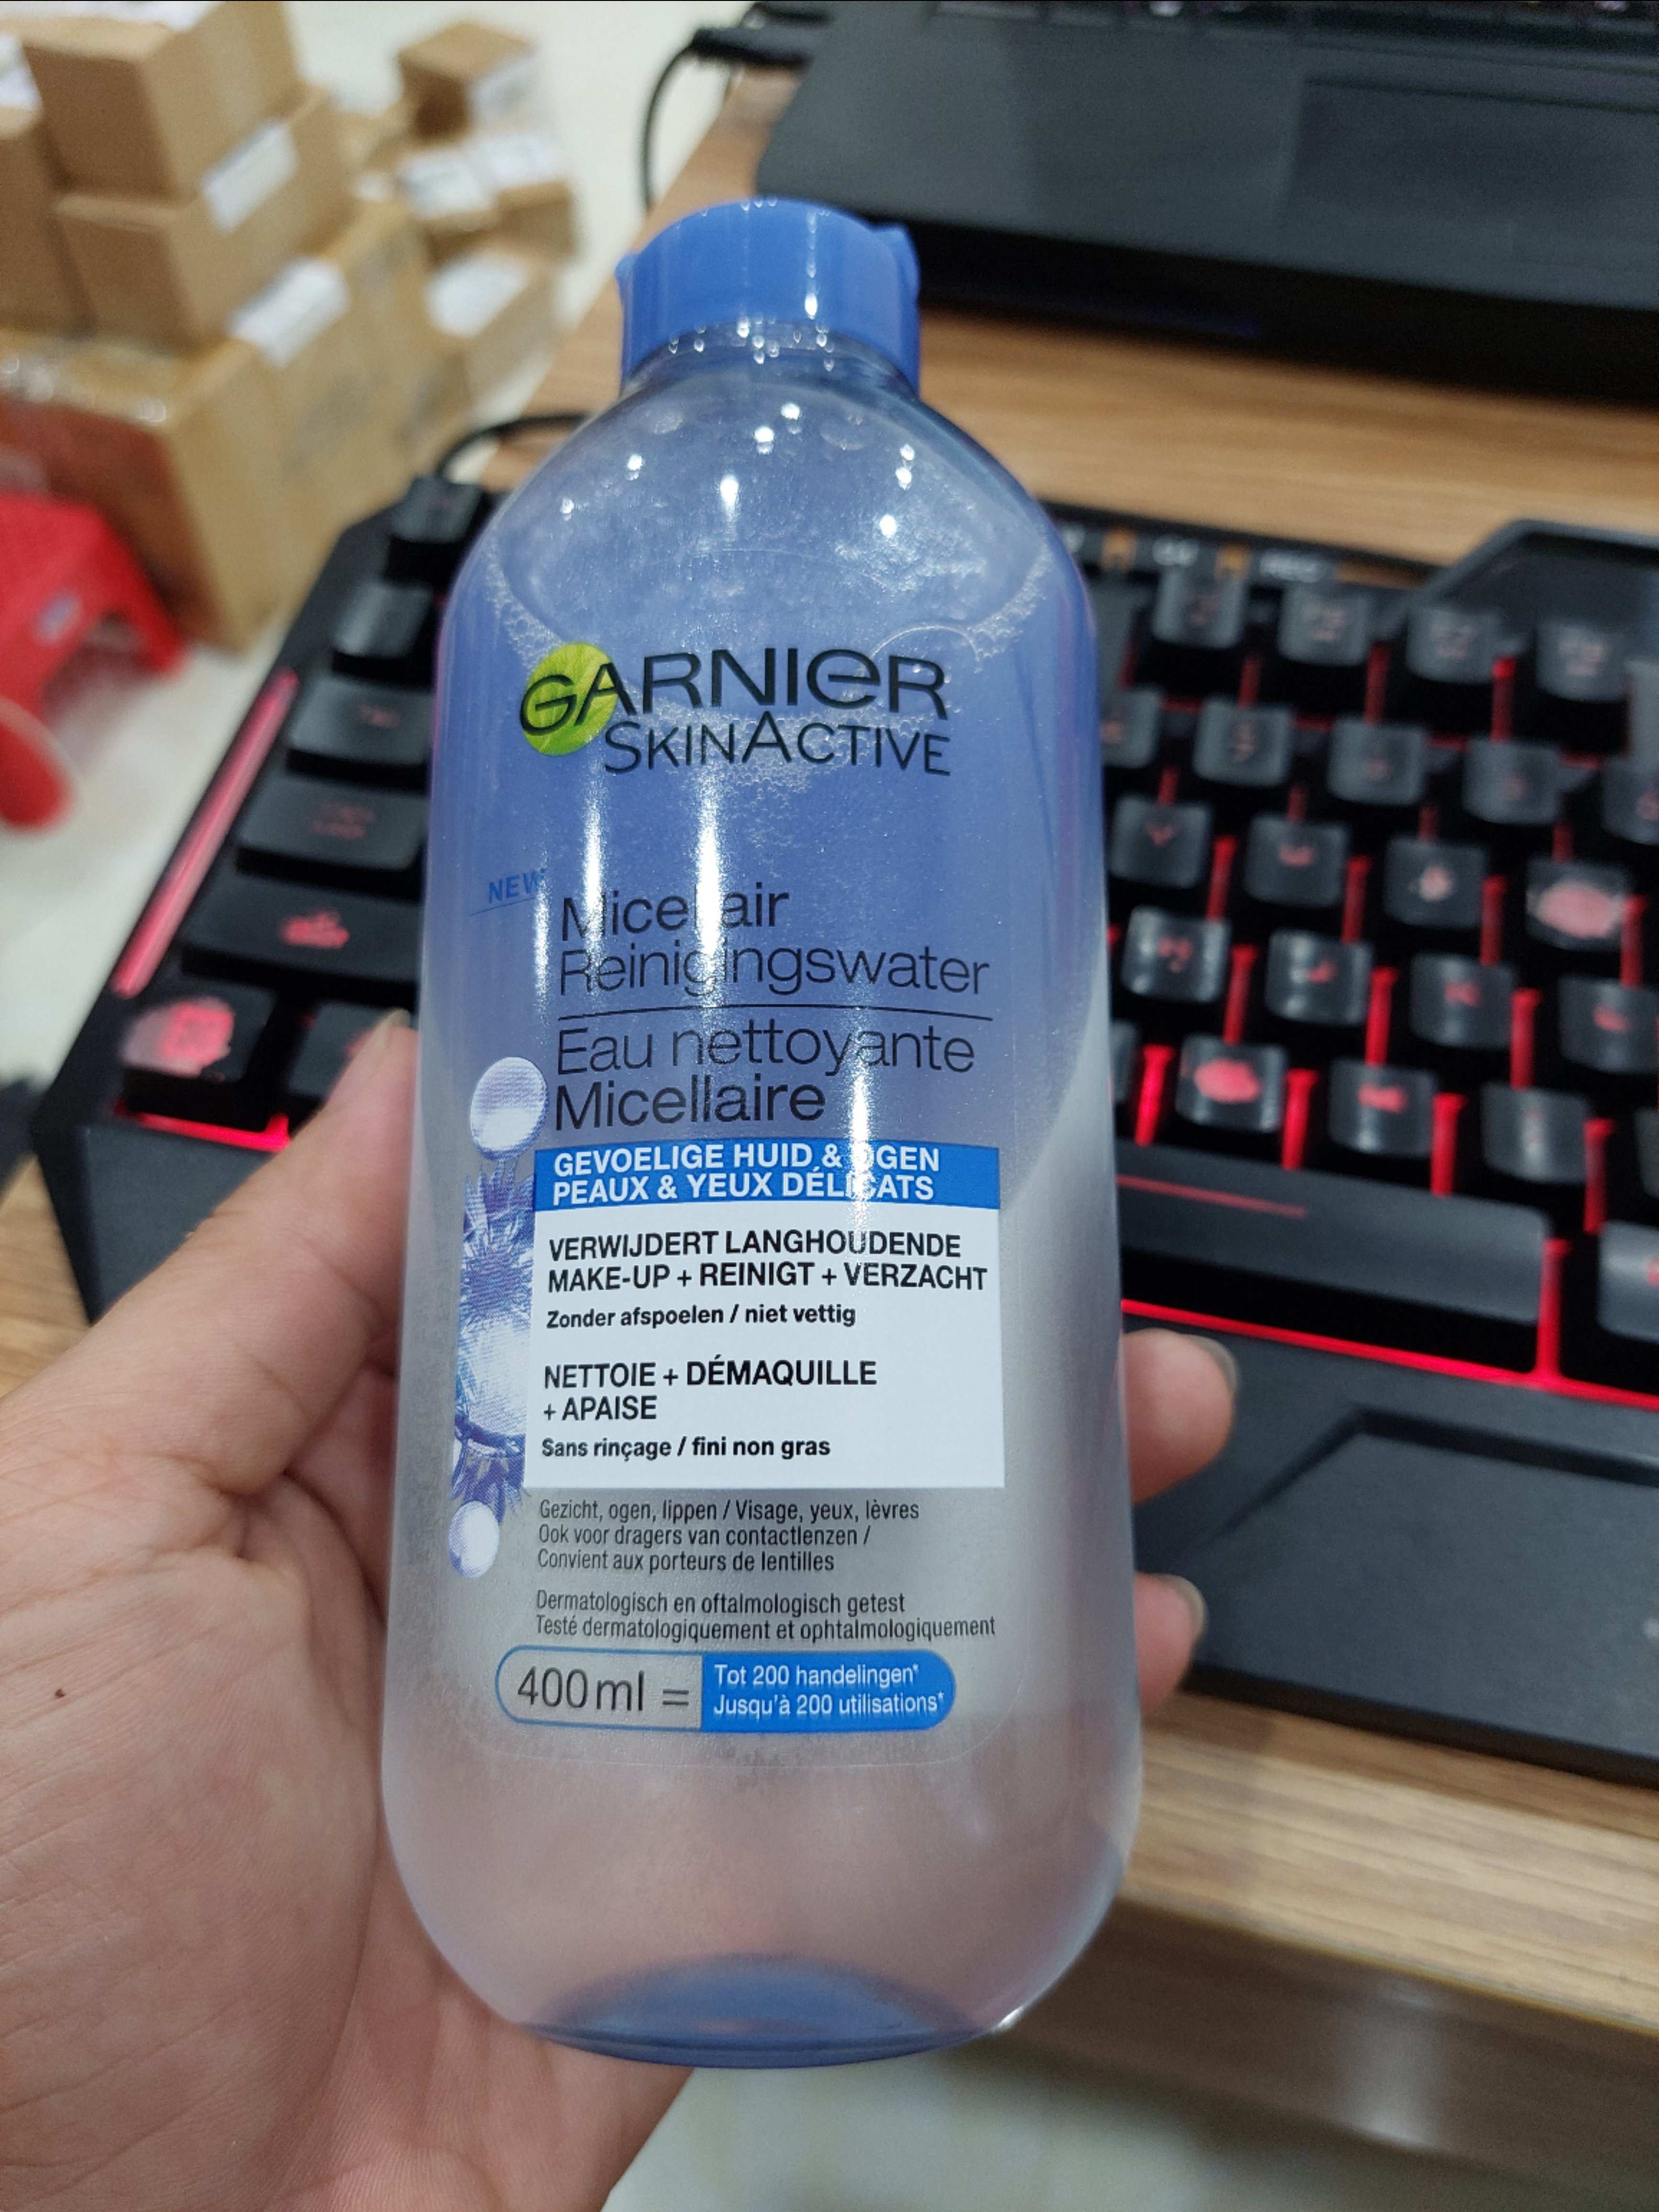 GARNIER
SKINACTIVE
NEW
Micellair
Reinigingswater
Eau nettoyante
Micellaire
GEVOELIGE HUID & OGEN
PEAUX & YEUX DÉLICATS
VERWIJDERT LANGHOUDENDE
MAKE-UP + REINIGT + VERZACHT
Zonder afspoelen / niet vettig
NETTOIE + DÉMAQUILLE
+ APAISE
Sans rinçage / fini non gras
Gezicht, ogen, lippen / Visage, yeux, lèvres
Ook voor dragers van contactlenzen /
Convient aux porteurs de lentilles
Dermatologisch en oftalmologisch getest
Testé dermatologiquement et ophtalmologiquement
400ml =
Tot 200 handelingen*
Jusqu'à 200 utilisations*